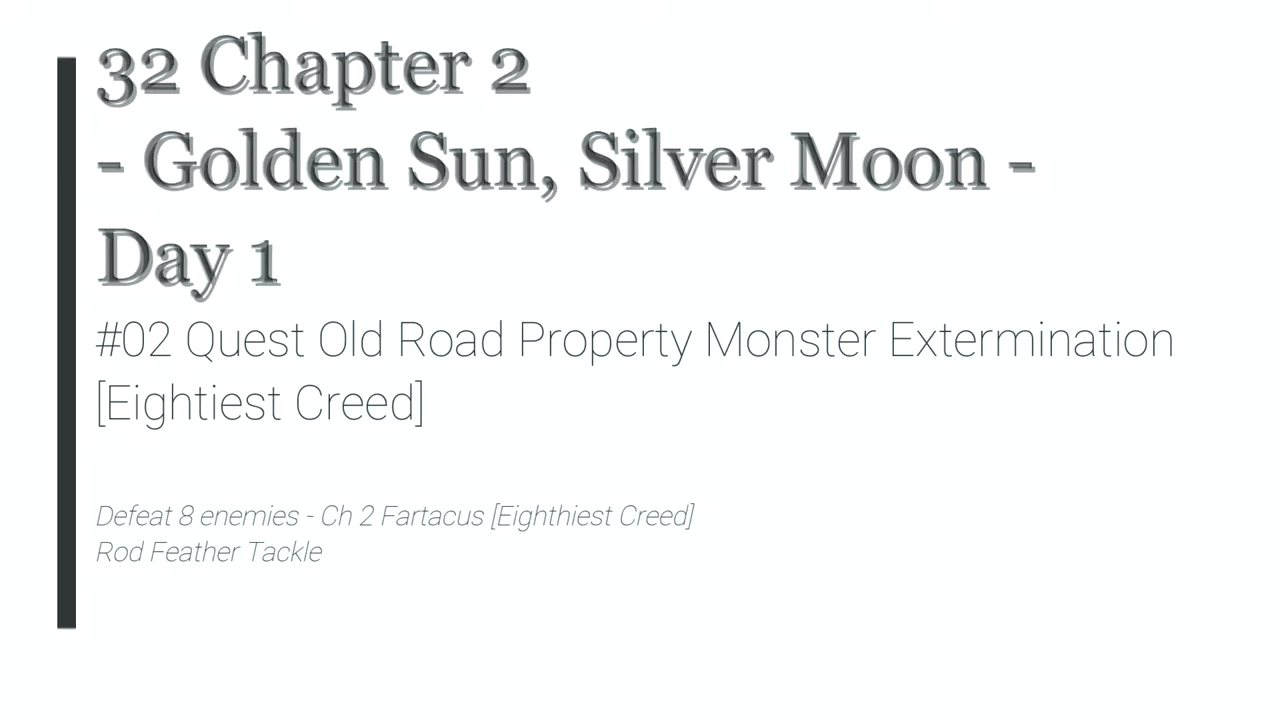 32 Chapter 2
- Golden Sun, Silver Moon -
Day 1
#02 Quest Old Road Property Monster Extermination
[Eightiest Creed]
Defeat 8 enemies - Ch 2 Fartacus [Eighthiest Creed]
Rod Feather Tackle